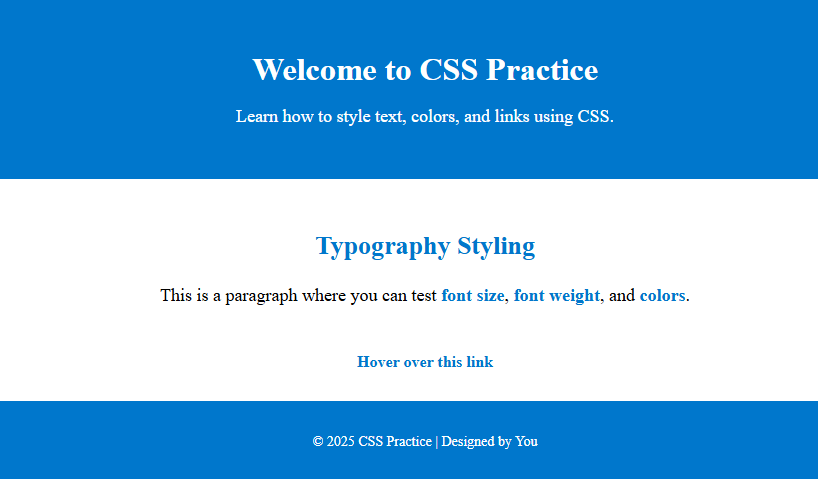 Welcome to CSS Practice
Learn how to style text, colors, and links using CSS.
Typography Styling
This is a paragraph where you can test font size, font weight, and colors.
Hover over this link
© 2025 CSS Practice | Designed by You